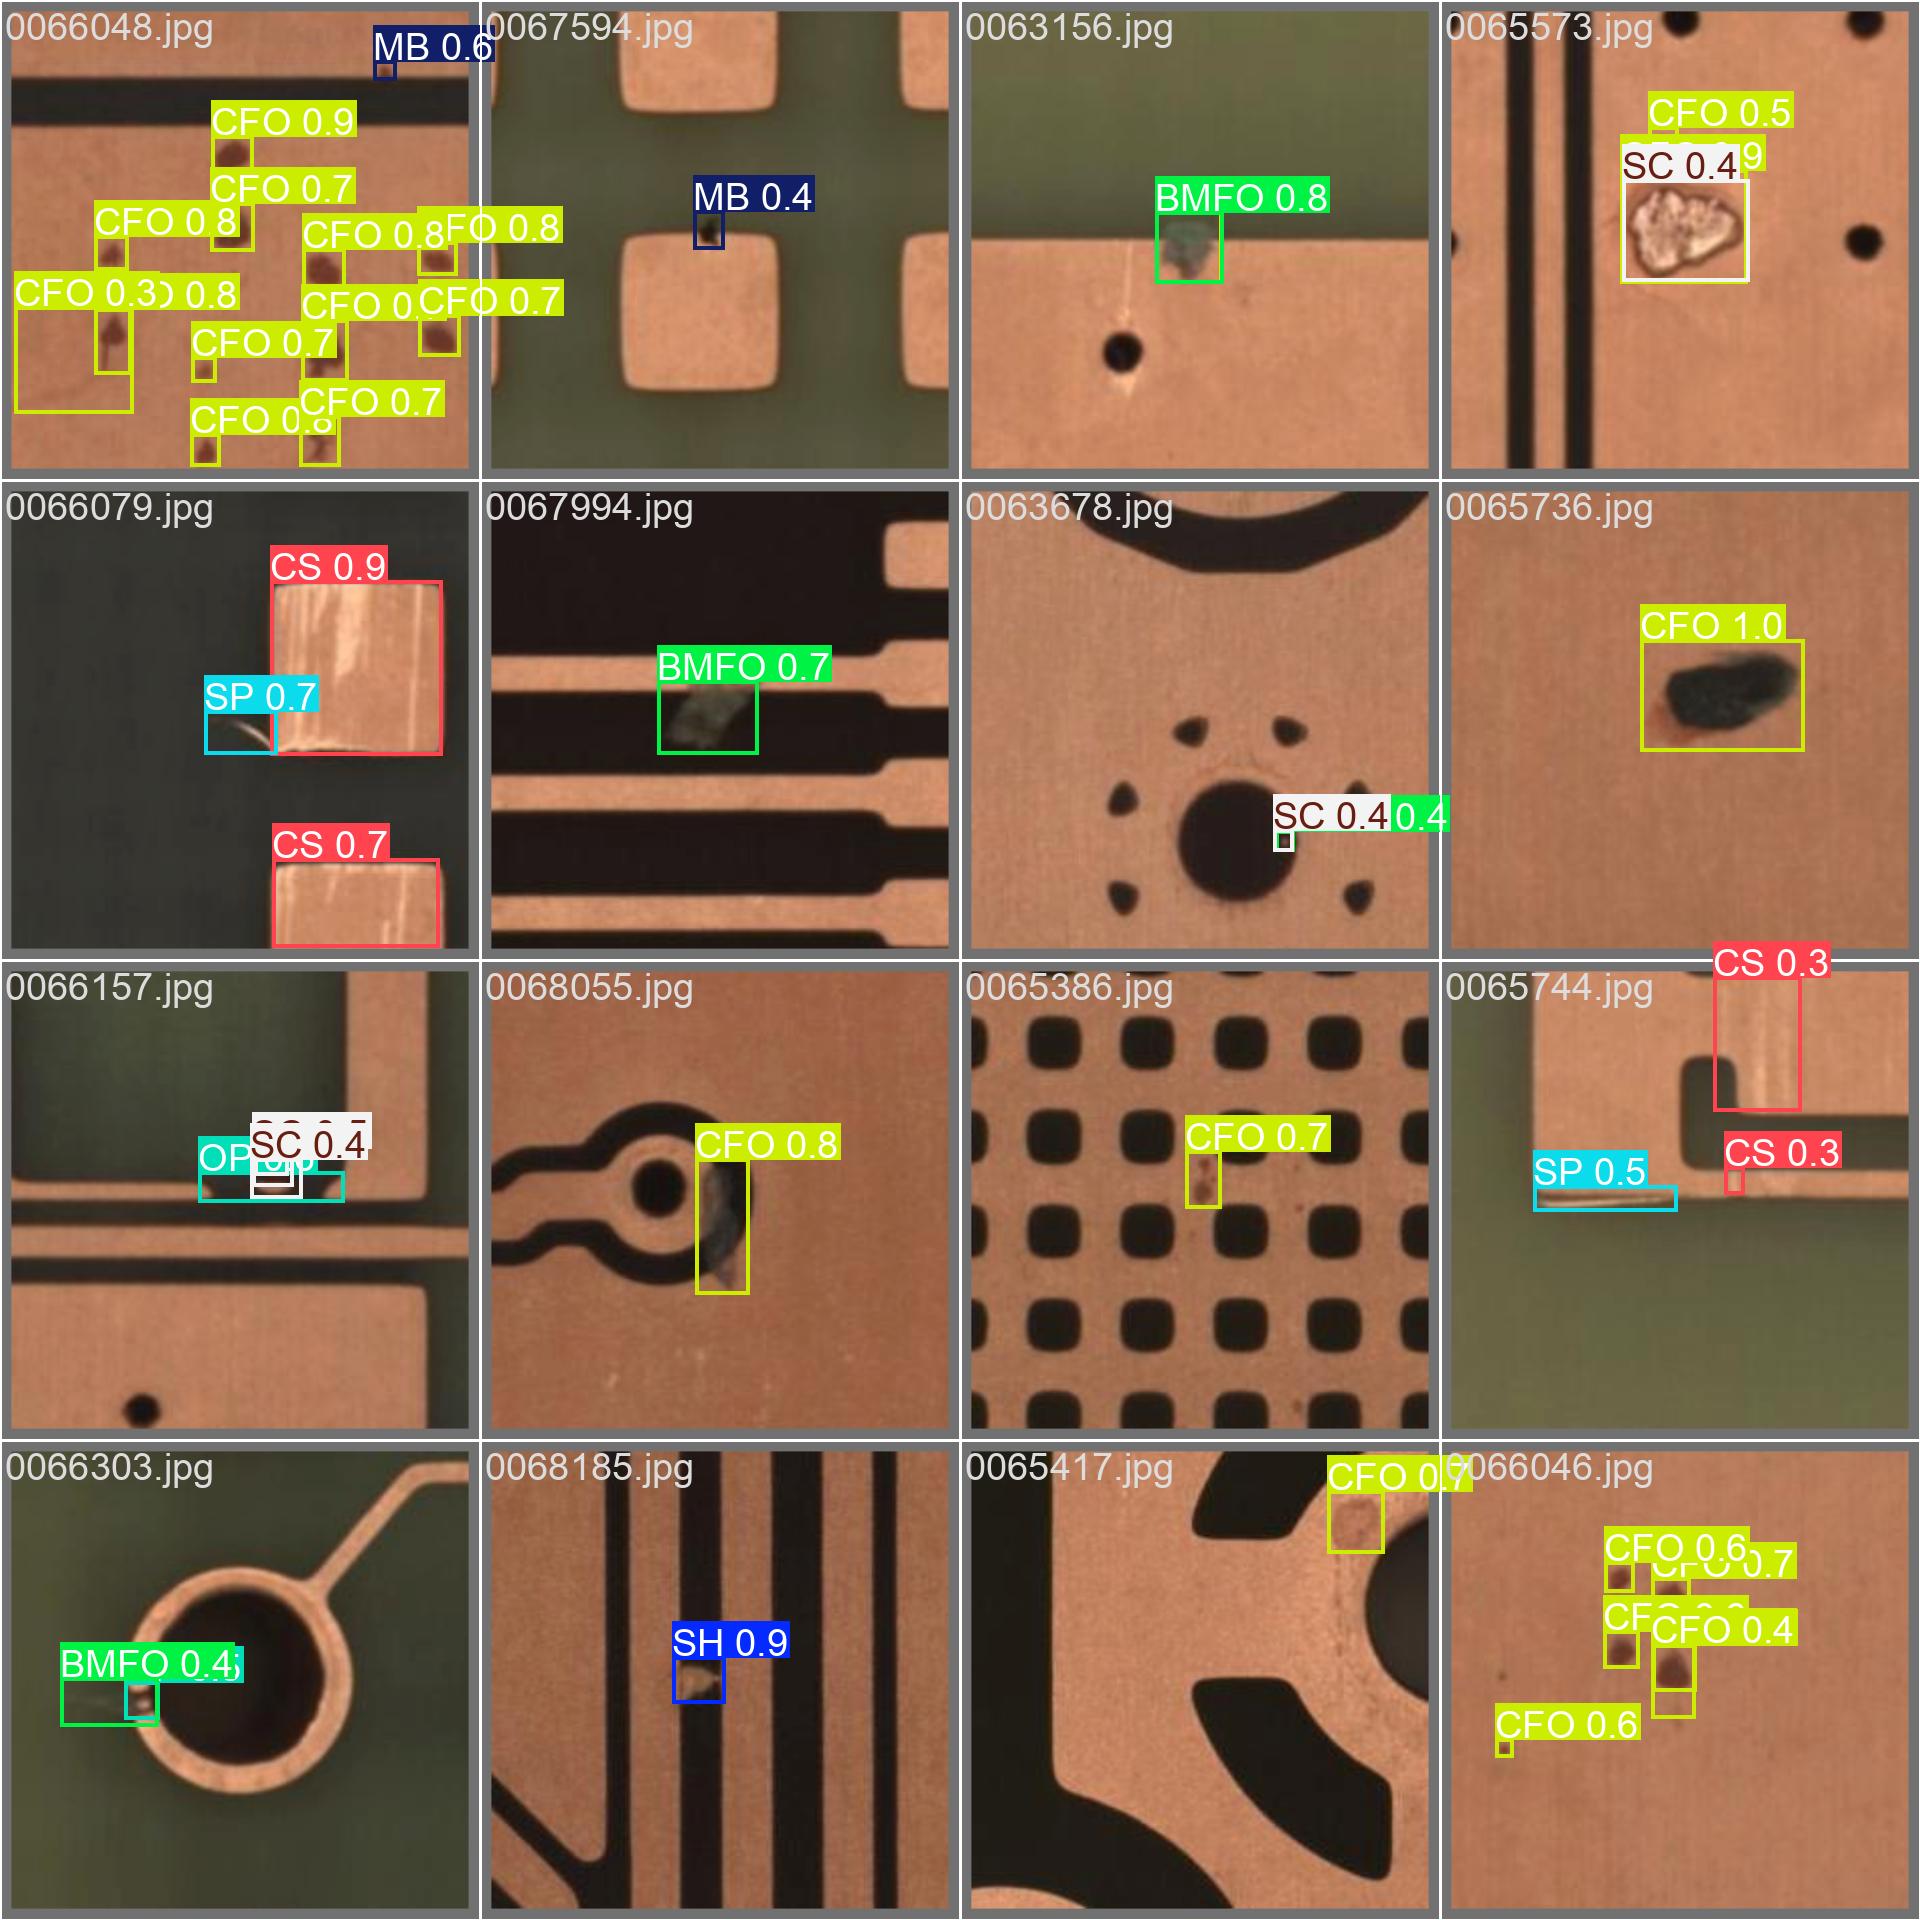 0066048.jpg
MB 0.6
CFO 0.9
CFO 0.7
CFO 0.8
CFO 0.8
FO 0.8
CFO 0.3
0.8
CFO 0.
CFO 0.7
CFO 0.7
CFO 0.7
CFO 0.8
0067594.jpg
MB 0.4
0063156.jpg
BMFO 0.8
0065573.jpg
CFO 0.5
9
SC 0.4
0066079.jpg
CS 0.9
SP 0.7
CS 0.7
0067994.jpg
BMFO 0.7
0063678.jpg
SC 0.4
0.4
0065736.jpg
CFO 1.0
0066157.jpg
SC 0.4
OP
0068055.jpg
CFO 0.8
0065386.jpg
CFO 0.7
0065744.jpg
CS 0.3
CS 0.3
SP 0.5
0066303.jpg
BMFO 0.4
0068185.jpg
SH 0.9
0065417.jpg
CFO 0.7
0066046.jpg
CFO 0.6
CFO 0.7
CF
CFO 0.4
CFO 0.6